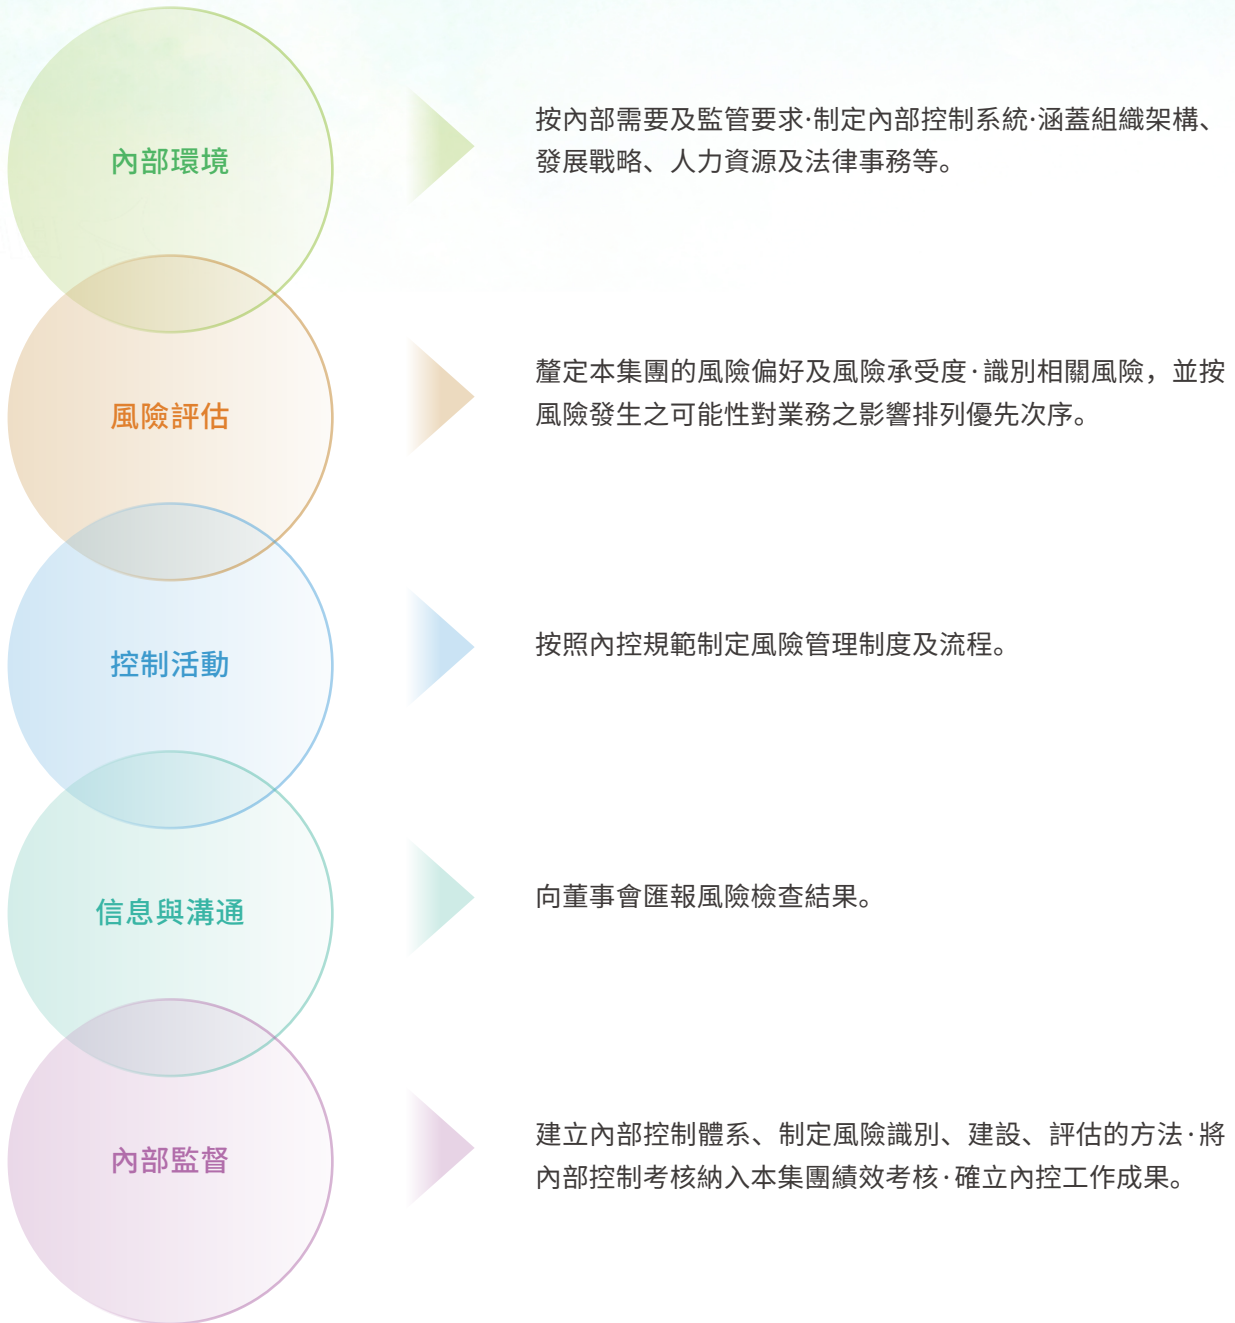 內部環境
按內部需要及監管要求·制定內部控制系統·涵蓋組織架構、
發展戰略、人力資源及法律事務等。
風險評估
釐定本集團的風險偏好及風險承受度·識別相關風險，並按
風險發生之可能性對業務之影響排列優先次序。
控制活動
按照內控規範制定風險管理制度及流程。
信息與溝通
向董事會匯報風險檢查結果。
內部監督
建立內部控制體系、制定風險識別、建設、評估的方法·將
內部控制考核納入本集團績效考核·確立內控工作成果。